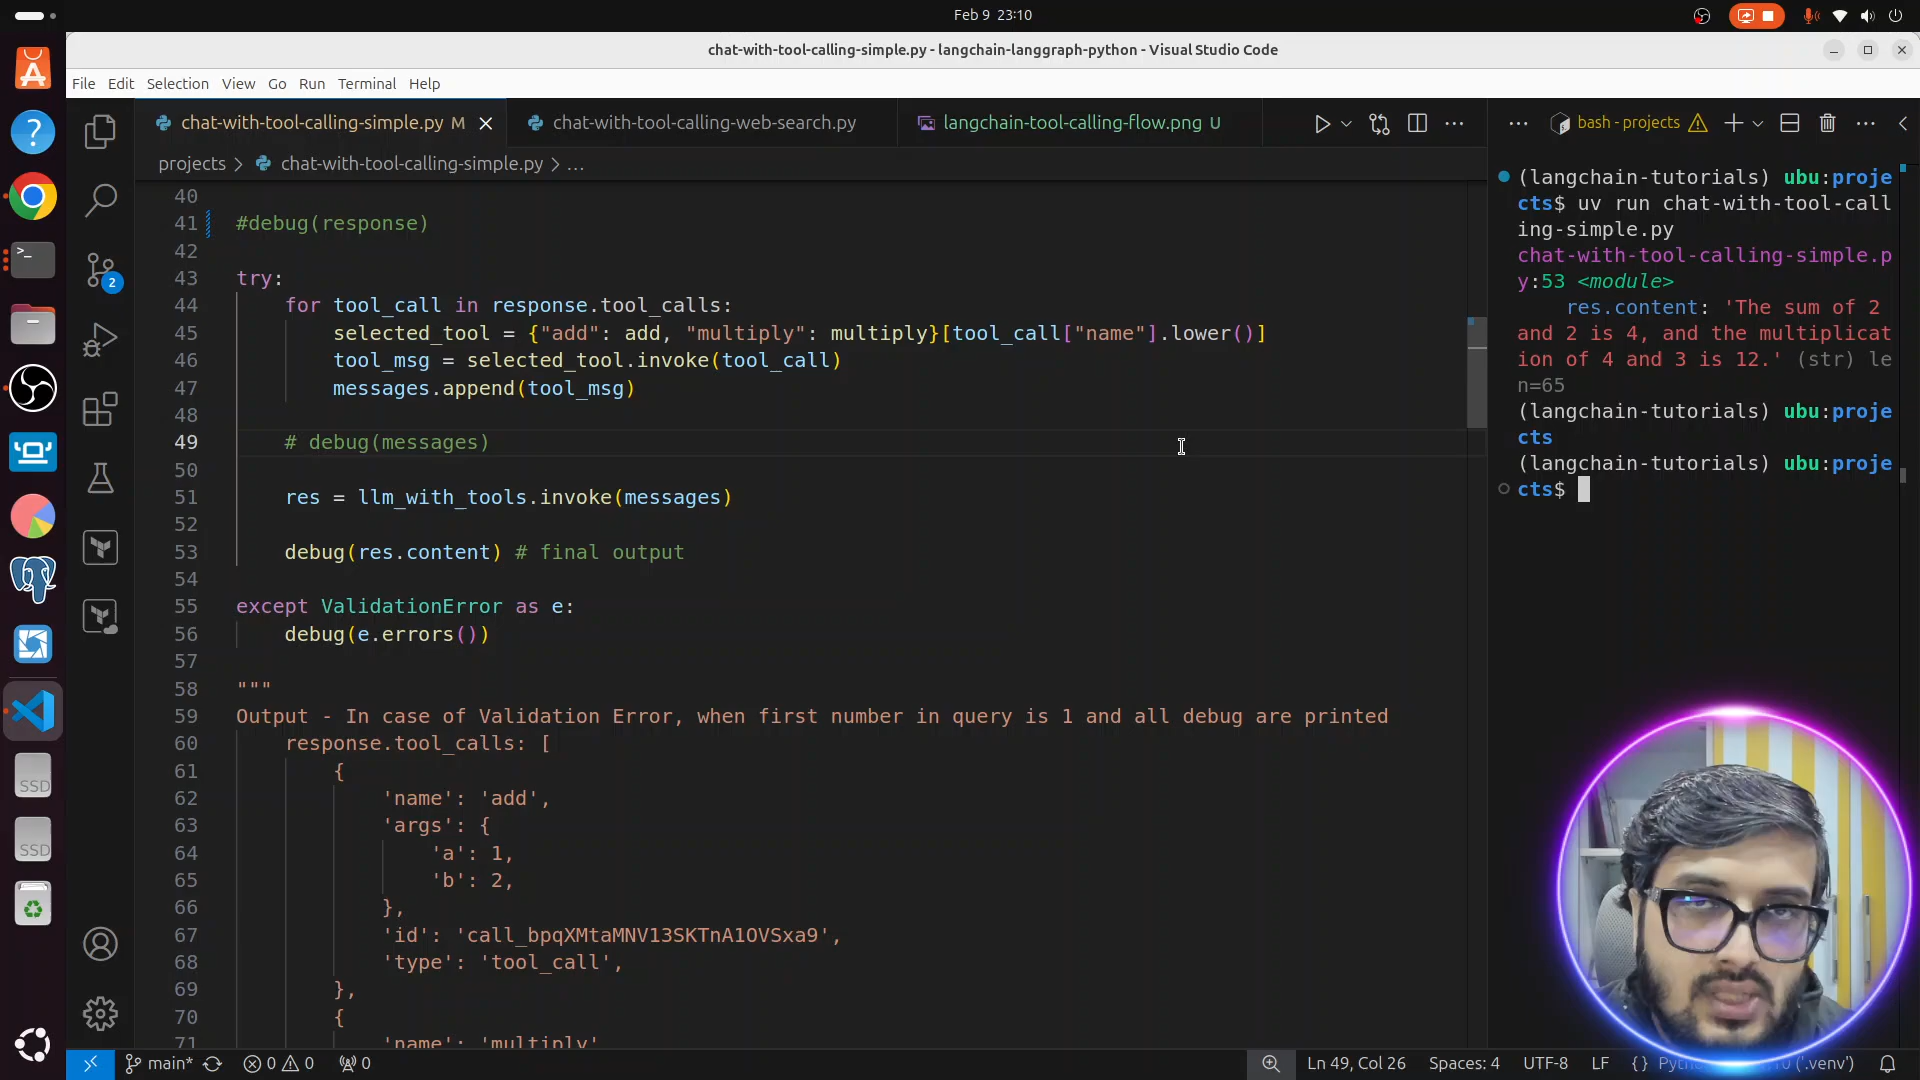 Feb 9 23:10
chat-with-tool-calling-simple.py - langchain-langgraph-python - Visual Studio Code
File Edit Selection View Go Run Terminal Help
chat-with-tool-calling-simple.py M
chat-with-tool-calling-web-search.py
langchain-tool-calling-flow.png U
bash - projects
projects > chat-with-tool-calling-simple.py > ...
40
41 #debug(response)
42
43 try:
44 for tool_call in response.tool_calls:
45 selected_tool = {"add": add, "multiply": multiply}[tool_call["name"].lower()]
46 tool_msg = selected_tool.invoke(tool_call)
47 messages.append(tool_msg)
48
49 # debug(messages)
50
51 res = llm_with_tools.invoke(messages)
52
53 debug(res.content) # final output
54
55 except ValidationError as e:
56 debug(e.errors())
57
58 """
59 Output - In case of Validation Error, when first number in query is 1 and all debug are printed
60 response.tool_calls: [
61 {
62 'name': 'add',
63 'args': {
64 'a': 1,
65 'b': 2,
66 },
67 'id': 'call_bpqXMtaMNV13SKTnA1OVSxa9',
68 'type': 'tool_call',
69 },
70 {
71 'name': 'multiply'
(langchain-tutorials) ubu:proje
cts$ uv run chat-with-tool-call
ing-simple.py
chat-with-tool-calling-simple.p
y:53 <module>
res.content: 'The sum of 2
and 2 is 4, and the multiplicat
ion of 4 and 3 is 12.' (str) le
n=65
(langchain-tutorials) ubu:proje
cts
(langchain-tutorials) ubu:proje
cts$
2
SSD
SSD
main* 0 0 0
Ln 49, Col 26 Spaces: 4 UTF-8 LF {} ('.venv')